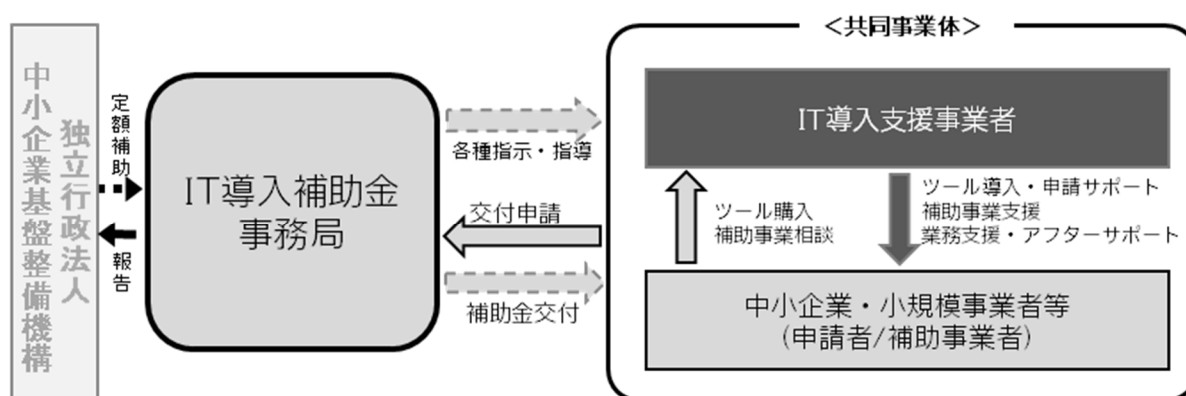 独立行政法人
中小企業基盤整備機構
定額補助
報告
IT導入補助金
事務局
各種指示・指導
交付申請
補助金交付
＜共同事業体＞
IT導入支援事業者
ツール購入
補助事業相談
ツール導入・申請サポート
補助事業支援
業務支援・アフターサポート
中小企業・小規模事業者等
(申請者/補助事業者)